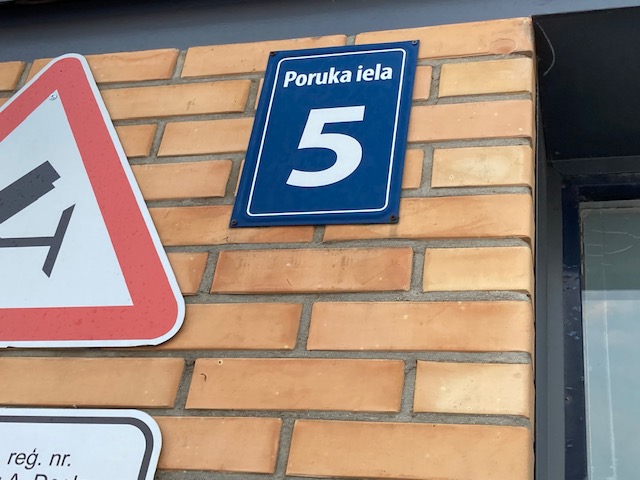 Poruka iela
5
reģ. nr.
A.